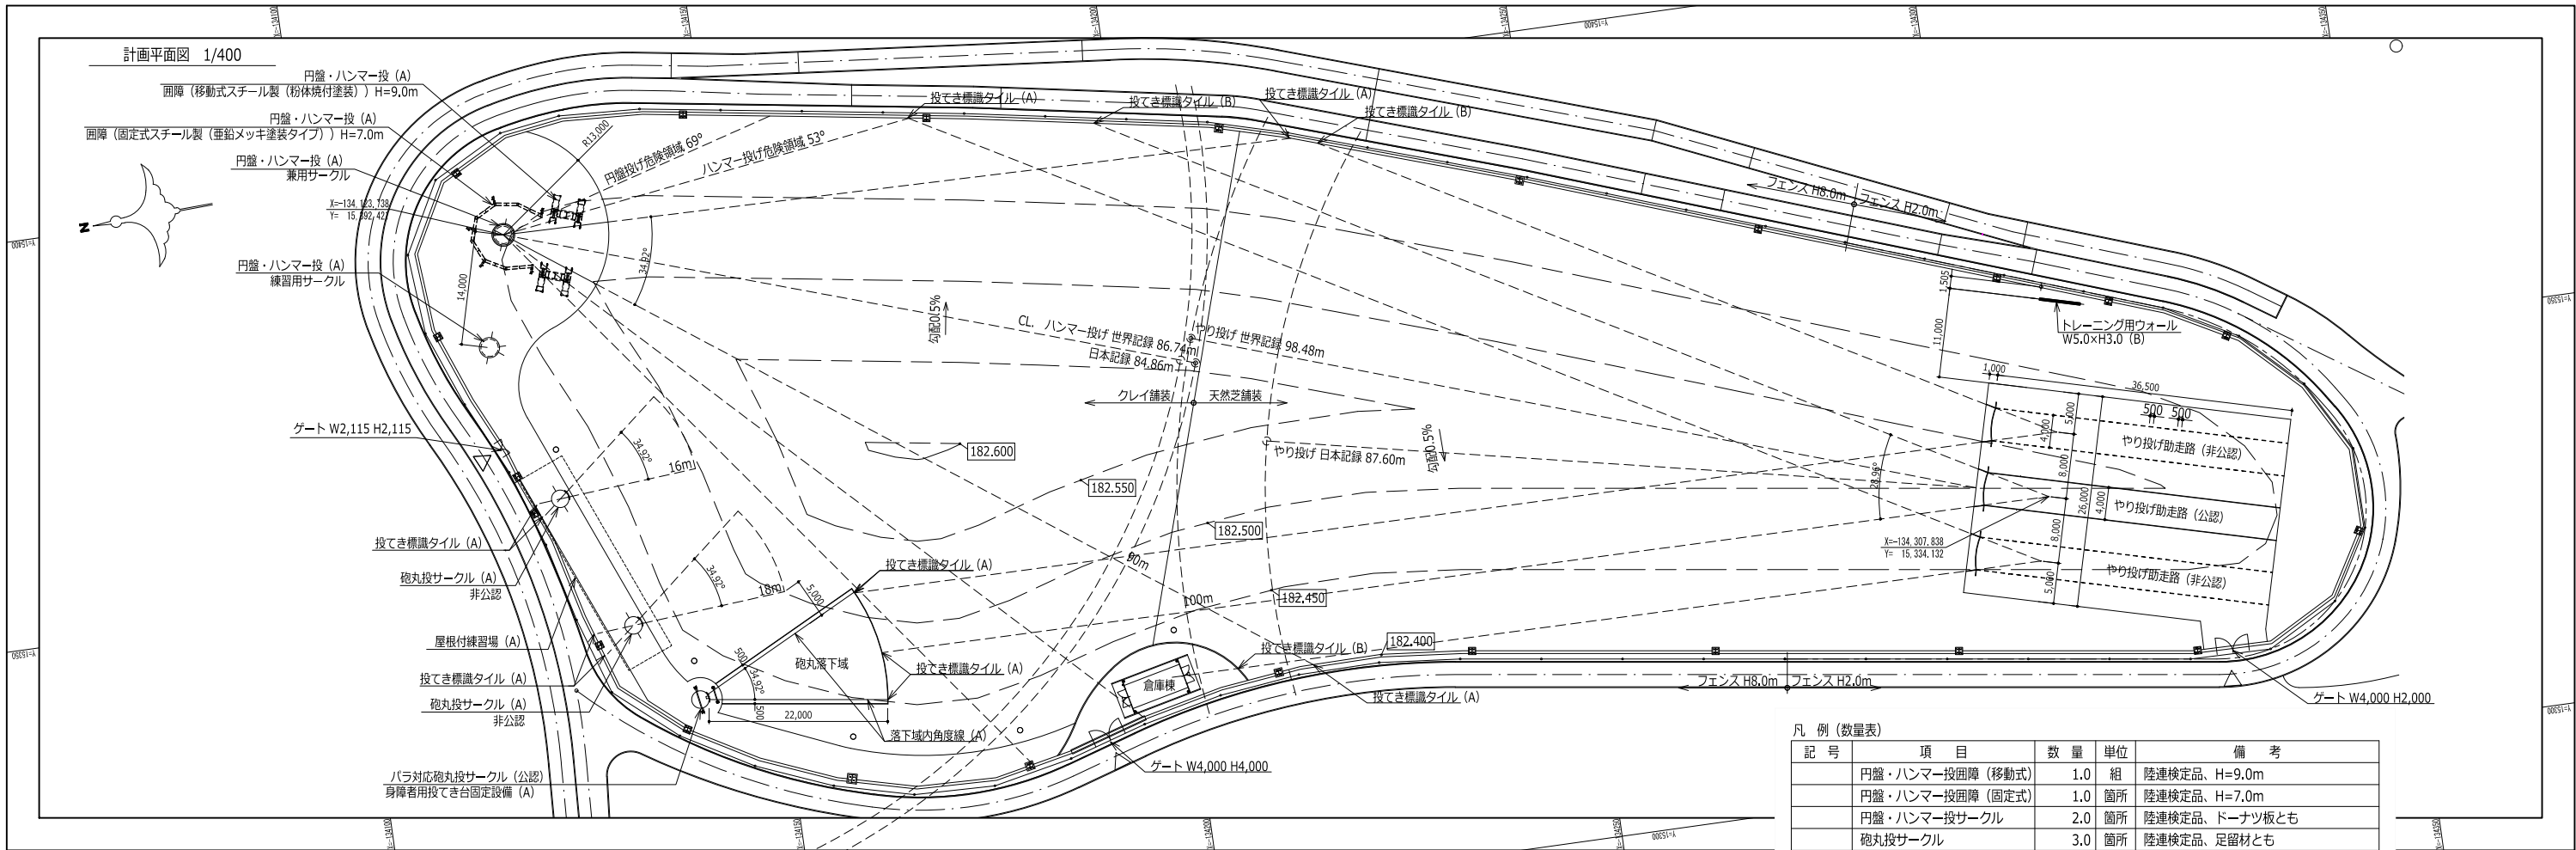 計画平面図 1/400
円盤・ハンマー投（A）
囲障（移動式スチール製（粉体焼付塗装））H=9.0m
円盤・ハンマー投（A）
囲障（固定式スチール製（亜鉛メッキ塗装タイプ））H=7.0m
円盤・ハンマー投（A）
兼用サークル
X=-134,123.738
Y= 15,392.423
円盤・ハンマー投（A）
練習用サークル
N
R13,000
14,000
円盤投げ危険領域 69°
ハンマー投げ危険領域 53°
34.92°
投てき標識タイル（A）
投てき標識タイル（B）
投てき標識タイル（A）
投てき標識タイル（B）
フェンス H8.0m
フェンス H2.0m
勾配0.5%
CL. ハンマー投げ 世界記録 86.74m
日本記録 84.86m
やり投げ 世界記録 98.48m
クレイ舗装
天然芝舗装
やり投げ 日本記録 87.60m
勾配0.5%
28.96°
1,505
11,000
トレーニング用ウォール
W5.0×H3.0（B）
1,000
36,500
500 500
5,000
4,000
8,000
26,000
4,000
8,000
5,000
やり投げ助走路（非公認）
やり投げ助走路（公認）
やり投げ助走路（非公認）
X=-134,307.838
Y= 15,334.132
ゲート W2,115 H2,115
34.92°
16m
34.92°
18m
182.600
182.550
182.500
182.450
182.400
90m
100m
投てき標識タイル（A）
砲丸投サークル（A）
非公認
屋根付練習場（A）
投てき標識タイル（A）
砲丸投サークル（A）
非公認
パラ対応砲丸投サークル（公認）
身障者用投てき台固定設備（A）
5,000
500
34.92°
500
22,000
砲丸落下域
投てき標識タイル（A）
投てき標識タイル（A）
落下域内角度線（A）
倉庫棟
投てき標識タイル（B）
投てき標識タイル（A）
ゲート W4,000 H4,000
フェンス H8.0m
フェンス H2.0m
ゲート W4,000 H2,000
凡 例（数量表）
記 号 項 目 数 量 単位 備 考
円盤・ハンマー投囲障（移動式） 1.0 組 陸連検定品、H=9.0m
円盤・ハンマー投囲障（固定式） 1.0 箇所 陸連検定品、H=7.0m
円盤・ハンマー投サークル 2.0 箇所 陸連検定品、ドーナツ板とも
砲丸投サークル 3.0 箇所 陸連検定品、足留材とも